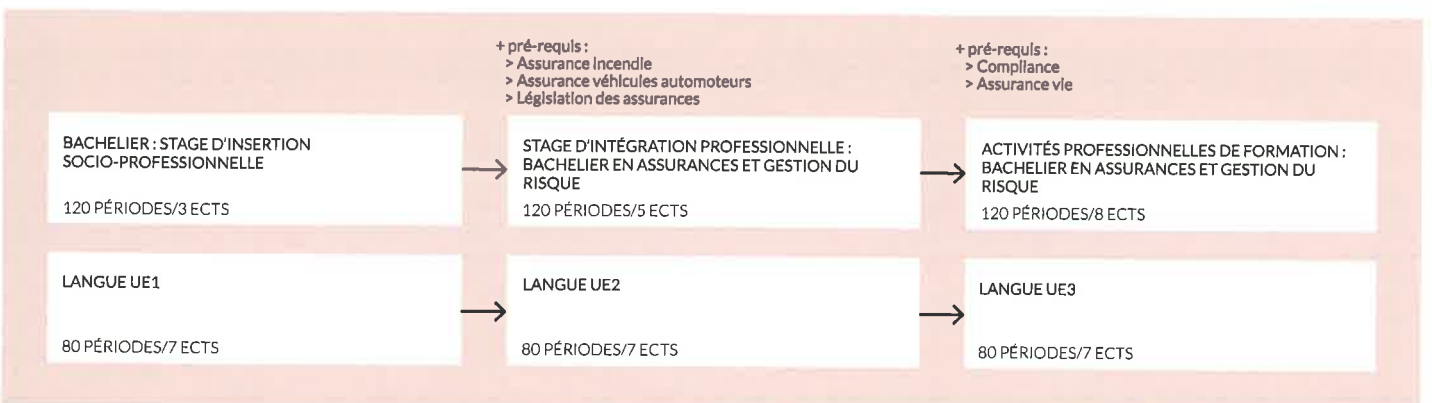 + pré-requis :
> Assurance incendie
> Assurance véhicules automoteurs
> Législation des assurances
+ pré-requis :
> Compliance
> Assurance vie
BACHELIER : STAGE D'INSERTION
SOCIO-PROFESSIONNELLE
120 PÉRIODES/3 ECTS
STAGE D'INTÉGRATION PROFESSIONNELLE :
BACHELIER EN ASSURANCES ET GESTION DU
RISQUE
120 PÉRIODES/5 ECTS
ACTIVITÉS PROFESSIONNELLES DE FORMATION :
BACHELIER EN ASSURANCES ET GESTION DU
RISQUE
120 PÉRIODES/8 ECTS
LANGUE UE1
80 PÉRIODES/7 ECTS
LANGUE UE2
80 PÉRIODES/7 ECTS
LANGUE UE3
80 PÉRIODES/7 ECTS